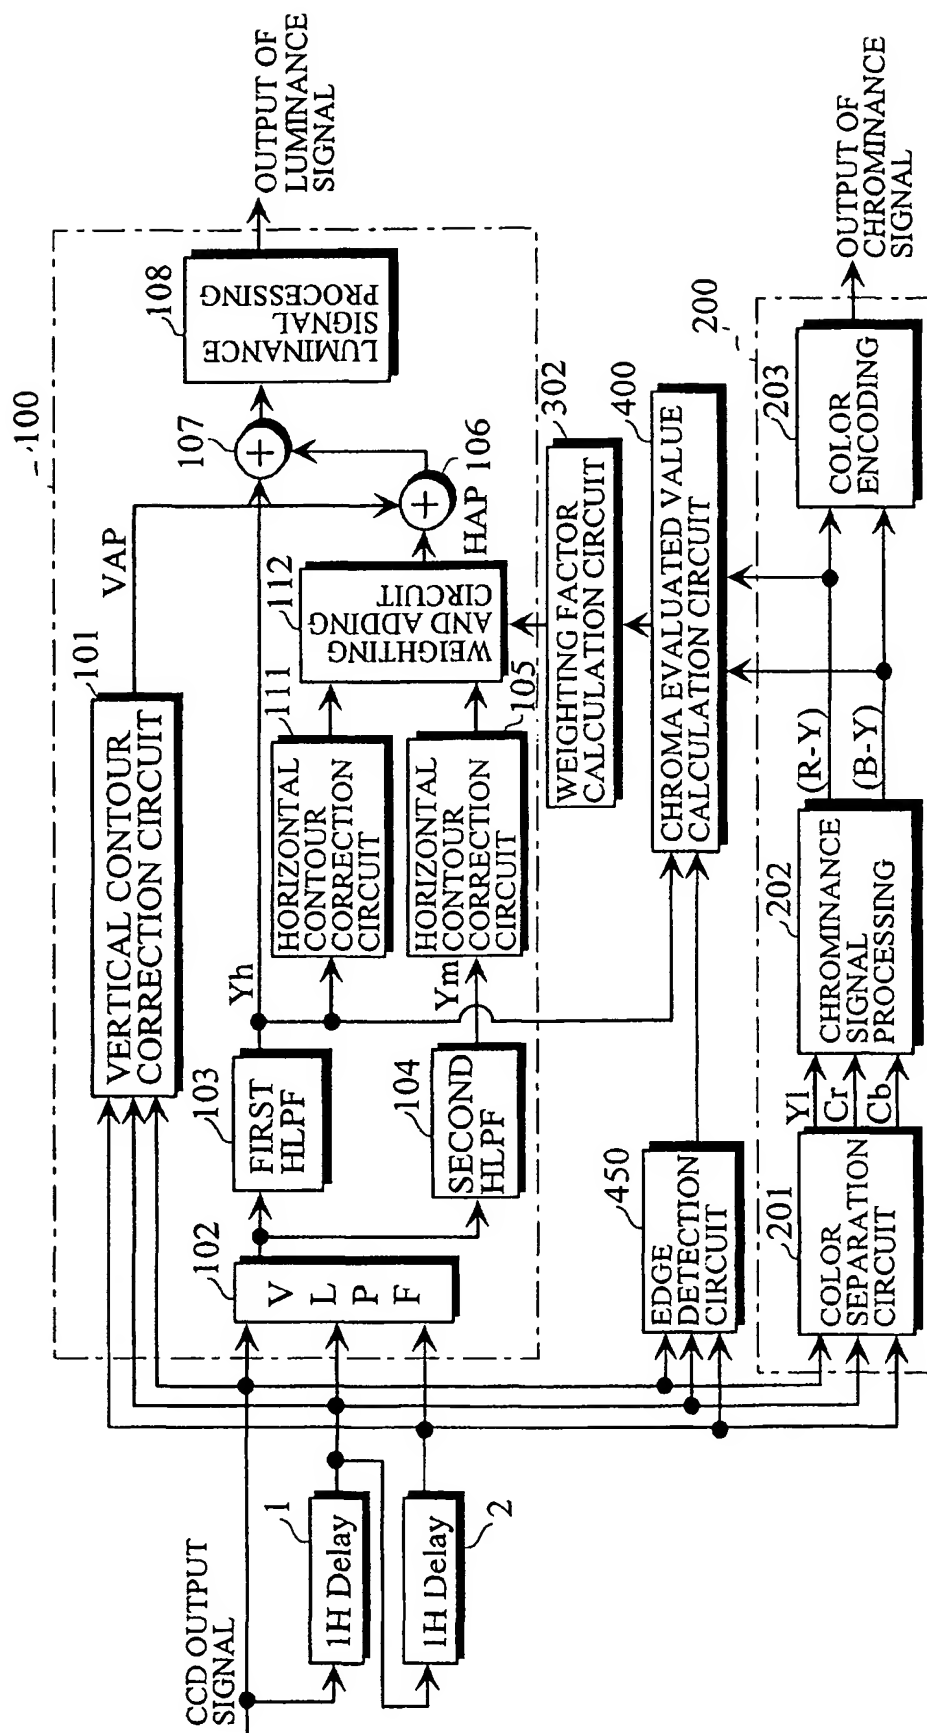 CCD OUTPUT
SIGNAL
1
1H Delay
2
1H Delay
100
101
VERTICAL CONTOUR
CORRECTION CIRCUIT
VAP
102
V L P F
103
FIRST
HLPF
Yh
104
SECOND
HLPF
Ym
111
HORIZONTAL
CONTOUR
CORRECTION
CIRCUIT
105
HORIZONTAL
CONTOUR
CORRECTION
CIRCUIT
112
WEIGHTING
AND ADDING
CIRCUIT
HAP
106
+
107
+
108
LUMINANCE
SIGNAL
PROCESSING
OUTPUT OF
LUMINANCE
SIGNAL
302
WEIGHTING FACTOR
CALCULATION CIRCUIT
400
CHROMA EVALUATED VALUE
CALCULATION CIRCUIT
450
EDGE
DETECTION
CIRCUIT
200
201
COLOR
SEPARATION
CIRCUIT
Yl
Cr
Cb
202
CHROMINANCE
SIGNAL
PROCESSING
(R-Y)
(B-Y)
203
COLOR
ENCODING
OUTPUT OF
CHROMINANCE
SIGNAL